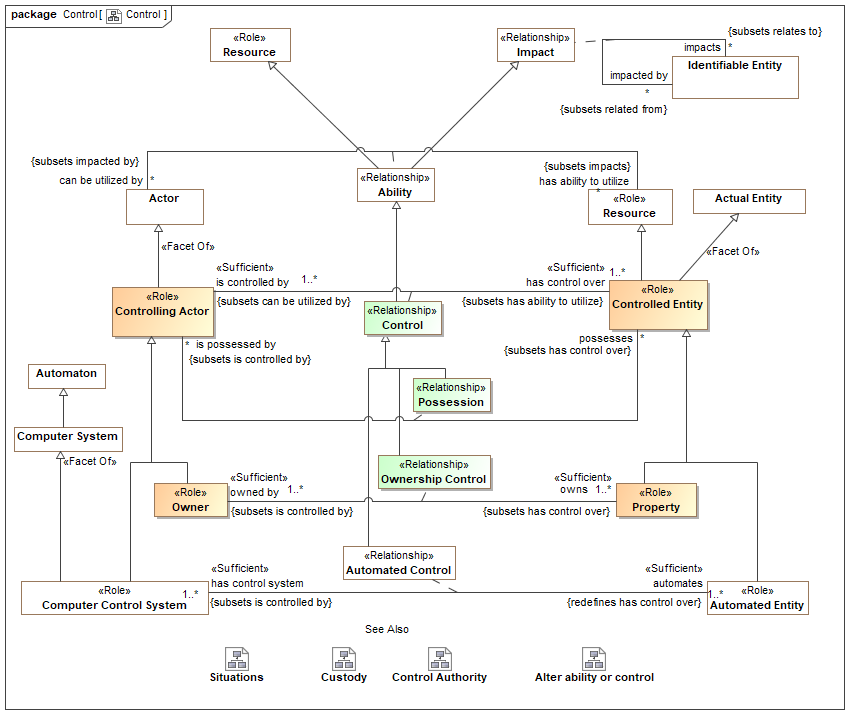 package Control[ Control ]
«Role»
Resource
«Relationship»
Impact
{subsets relates to}
impacts *
Identifiable Entity
impacted by
*
{subsets related from}
{subsets impacted by}
can be utilized by *
Actor
«Relationship»
Ability
{subsets impacts}
has ability to utilize
*
«Role»
Resource
Actual Entity
«Facet Of»
«Facet Of»
«Sufficient»
is controlled by 1..*
{subsets can be utilized by}
«Sufficient»
has control over 1..*
{subsets has ability to utilize}
«Role»
Controlling Actor
«Relationship»
Control
«Role»
Controlled Entity
* is possessed by
{subsets is controlled by}
possesses *
{subsets has control over}
Automaton
«Relationship»
Possession
Computer System
«Facet Of»
«Relationship»
Ownership Control
«Role»
Owner
«Sufficient»
owned by 1..*
{subsets is controlled by}
«Sufficient»
owns 1..*
{subsets has control over}
«Role»
Property
«Relationship»
Automated Control
«Role»
Computer Control System
1..*
«Sufficient»
has control system
{subsets is controlled by}
«Sufficient»
automates
{redefines has control over}
1..*
«Role»
Automated Entity
See Also
Situations
Custody
Control Authority
Alter ability or control